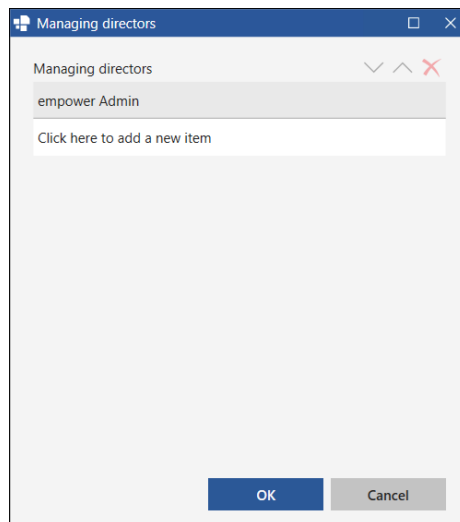 Managing directors
Managing directors
empower Admin
Click here to add a new item
OK
Cancel